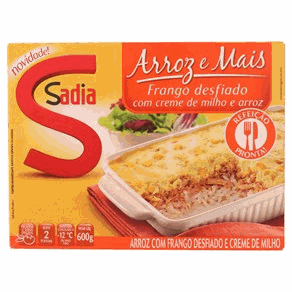 novidade!
Sadia
Arroz e Mais
Frango desfiado
com creme de milho e arroz
REFEIÇÃO
PRONTA!
2
-12 °C
600g
ARROZ COM FRANGO DESFIADO E CREME DE MILHO